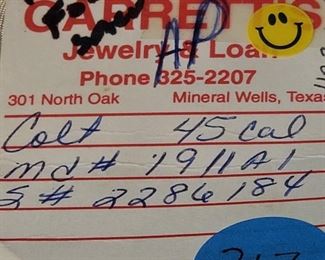 GARRETT'S
AP
Jewelry & Loan
Phone 325-2207
301 North Oak Mineral Wells, Texas
Colt 45 cal
md # 1911A1
S # 2286184